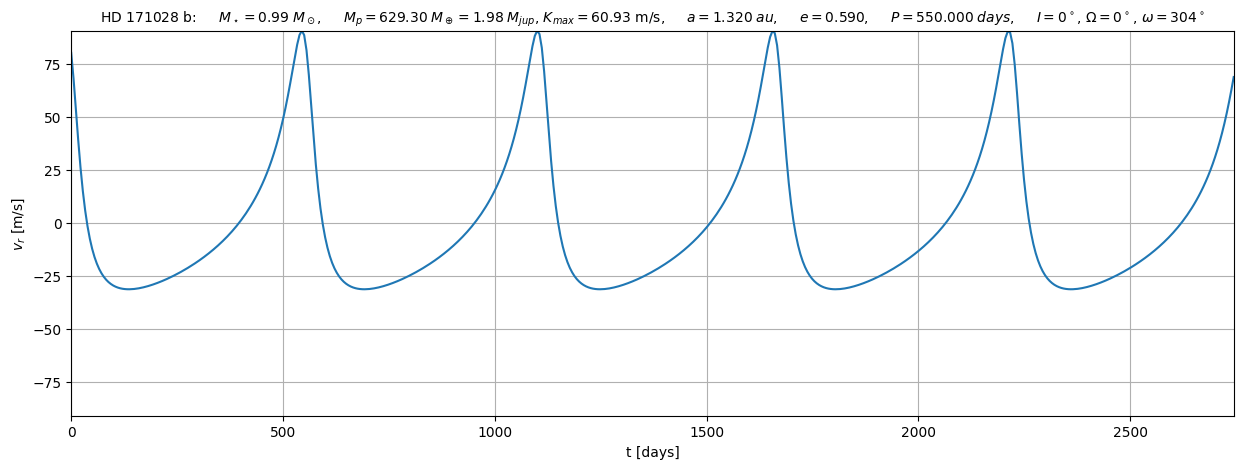 HD 171028 b: M⋆ = 0.99 M⊙, Mp = 629.30 M⊕ = 1.98 Mjup, Kmax = 60.93 m/s, a = 1.320 au, e = 0.590, P = 550.000 days, I = 0°, Ω = 0°, ω = 304°
75
50
25
0
−25
−50
−75
vr [m/s]
0 500 1000 1500 2000 2500
t [days]